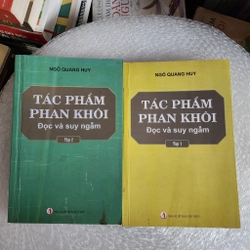 NGÔ QUANG HUY
TÁC PHẨM
PHAN KHÔI
Đọc và suy ngẫm
Tập 2
NGÔ QUANG HUY
TÁC PHẨM
PHAN KHÔI
Đọc và suy ngẫm
Tập 1